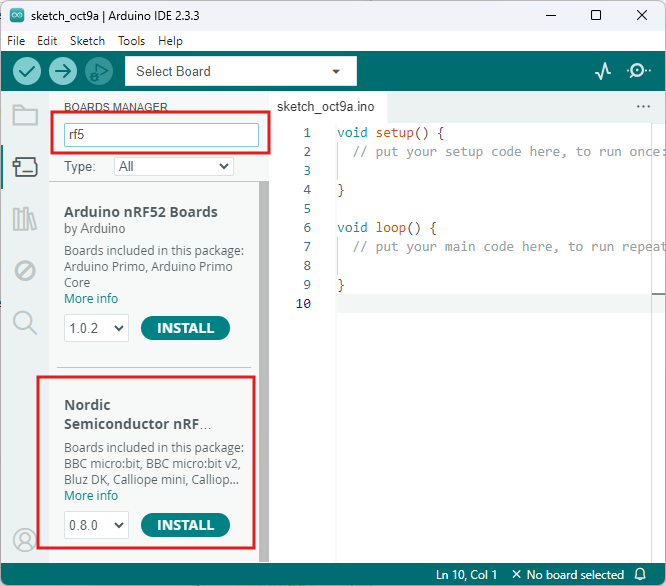 sketch_oct9a | Arduino IDE 2.3.3
File Edit Sketch Tools Help
Select Board
BOARDS MANAGER
rf5
Type: All
Arduino nRF52 Boards
by Arduino
Boards included in this package:
Arduino Primo, Arduino Primo
Core
More info
1.0.2 INSTALL
Nordic
Semiconductor nRF...
Boards included in this package:
BBC micro:bit, BBC micro:bit v2,
Bluz DK, Calliope mini, Calliop...
More info
0.8.0 INSTALL
sketch_oct9a.ino
1 void setup() {
2 // put your setup code here, to run once:
3
4 }
5
6 void loop() {
7 // put your main code here, to run repeat
8
9 }
10
Ln 10, Col 1 × No board selected